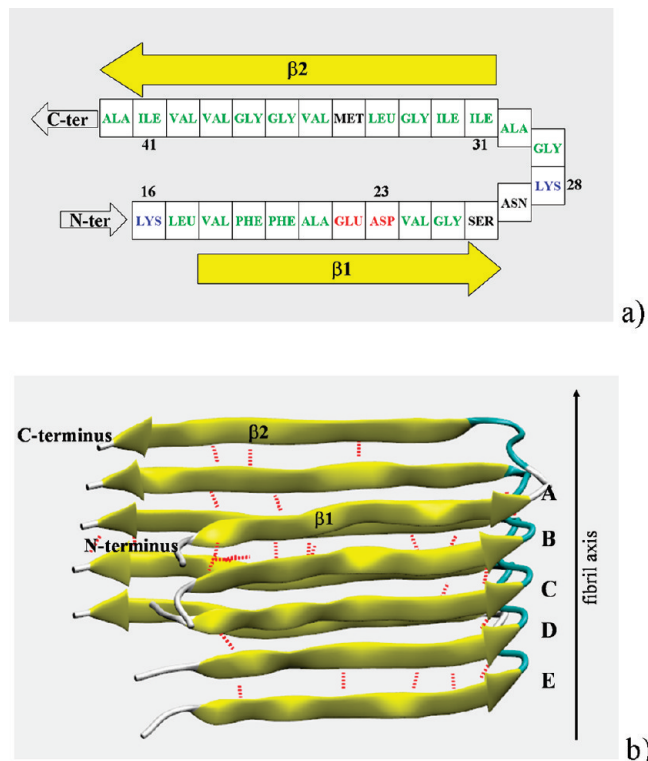 β2
C-ter
ALA ILE VAL VAL GLY GLY VAL MET LEU GLY ILE ILE ALA
41 31
GLY
16 23
LYS 28
N-ter
LYS LEU VAL PHE PHE ALA GLU ASP VAL GLY SER ASN
β1
a)
C-terminus
β2
A
β1
N-terminus
B
C
D
E
fibril axis
b)